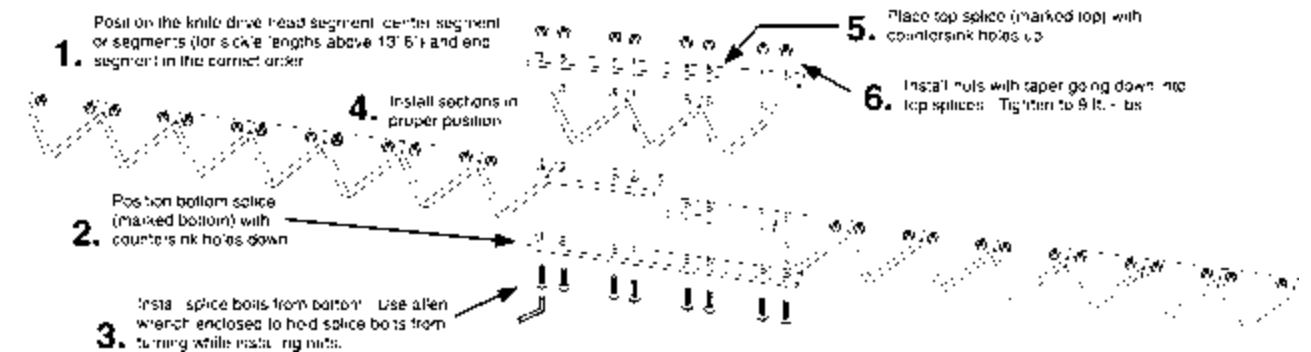 1. Position the knife drive head segment, center segment
or segments (for sickle lengths above 13'6") and end
segment in the correct order
2. Position bottom splice
(marked bottom) with
countersink holes down
3. Install splice bolts from bottom. Use allen
wrench enclosed to hold splice bolts from
turning while installing nuts.
4. Install sections in
proper position
5. Place top splice (marked top) with
countersink holes up
6. Install nuts with taper going down into
top splices. Tighten to 9 ft. - lbs